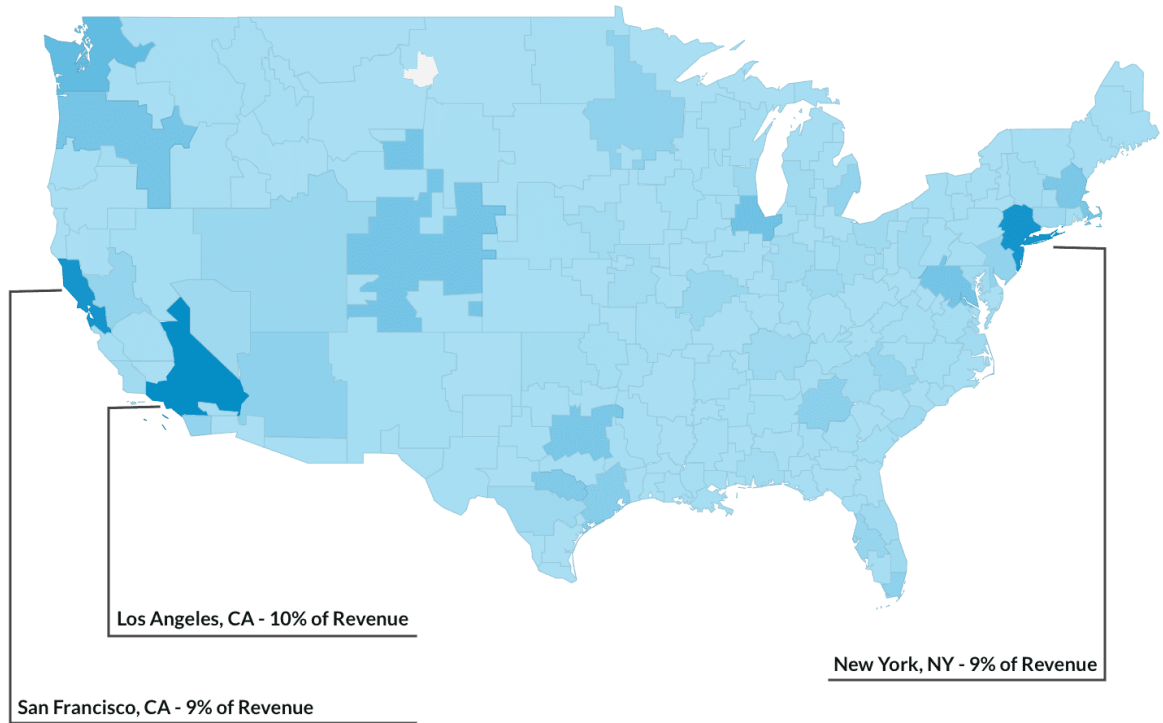 Los Angeles, CA - 10% of Revenue
New York, NY - 9% of Revenue
San Francisco, CA - 9% of Revenue